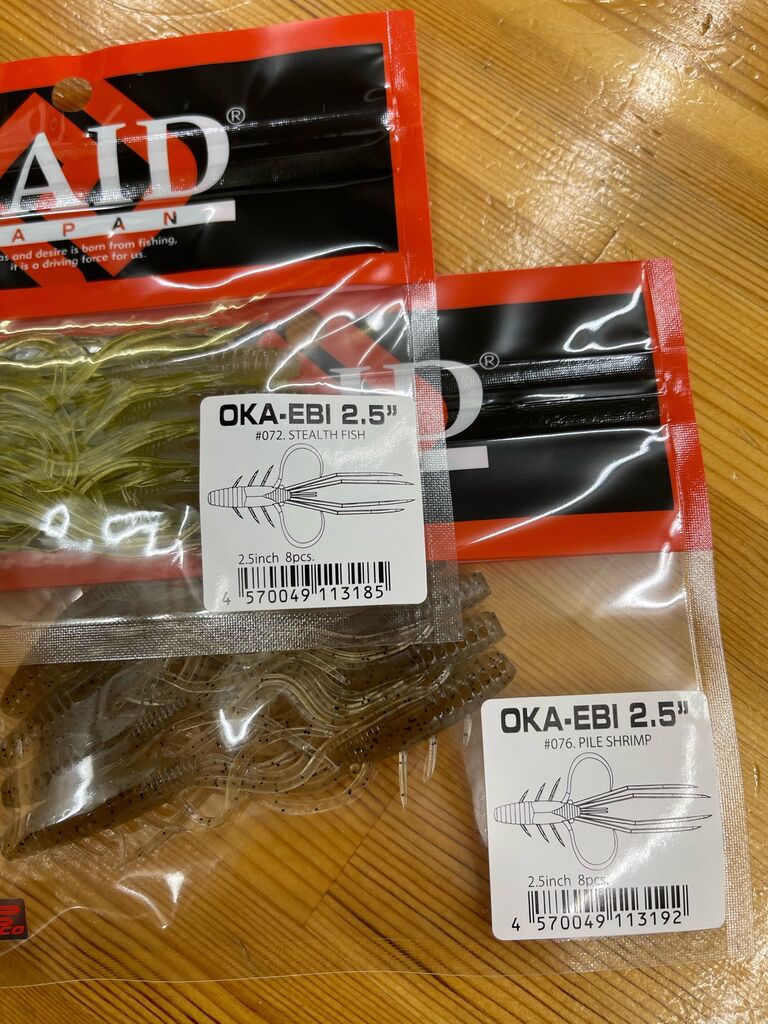 AID®
APAN
and desire is born from fishing,
it is a driving force for us.
OKA-EBI 2.5”
#072. STEALTH FISH
2.5inch 8pcs.
4 570049 113185
ID®
OKA-EBI 2.5”
#076. PILE SHRIMP
2.5inch 8pcs.
4 570049 113192